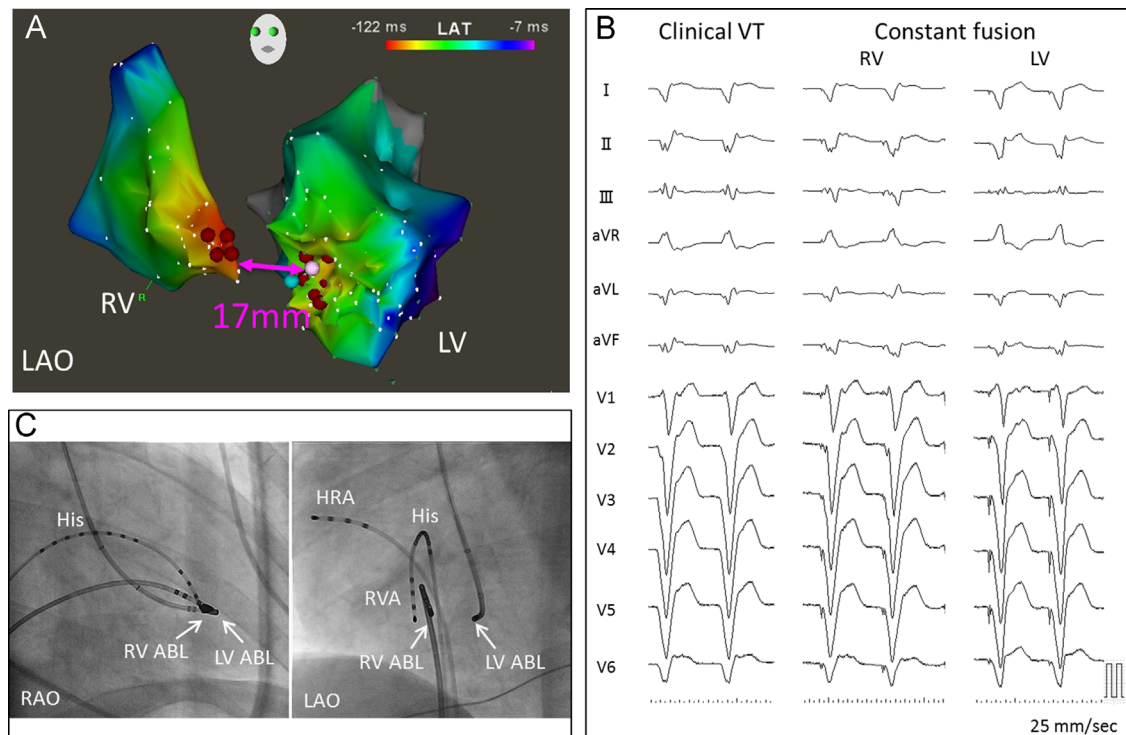 A
-122 ms LAT -7 ms
RV R
17mm
LAO
LV
B
Clinical VT
Constant fusion
RV LV
I
II
III
aVR
aVL
aVF
V1
V2
V3
V4
V5
V6
25 mm/sec
C
His
RV ABL
LV ABL
RAO
HRA
His
RVA
RV ABL
LV ABL
LAO